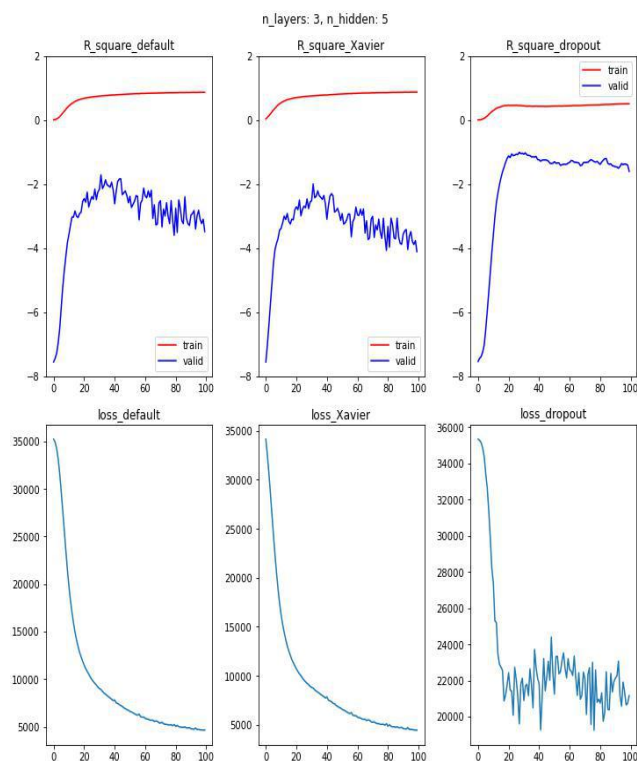 n_layers: 3, n_hidden: 5
R_square_default
R_square_Xavier
R_square_dropout
2
0
−2
−4
−6
−8
train
valid
0 20 40 60 80 100
2
0
−2
−4
−6
−8
train
valid
0 20 40 60 80 100
2
0
−2
−4
−6
−8
train
valid
0 20 40 60 80 100
loss_default
loss_Xavier
loss_dropout
35000
30000
25000
20000
15000
10000
5000
0 20 40 60 80 100
35000
30000
25000
20000
15000
10000
5000
0 20 40 60 80 100
36000
34000
32000
30000
28000
26000
24000
22000
20000
0 20 40 60 80 100